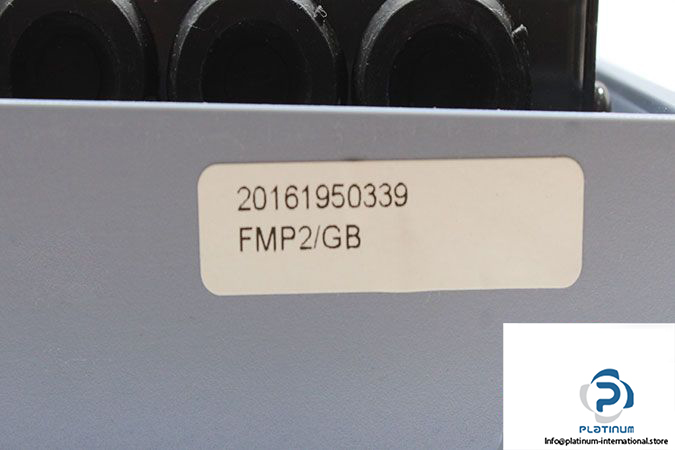 20161950339
FMP2/GB
PLATINUM
Info@platinum-international.store